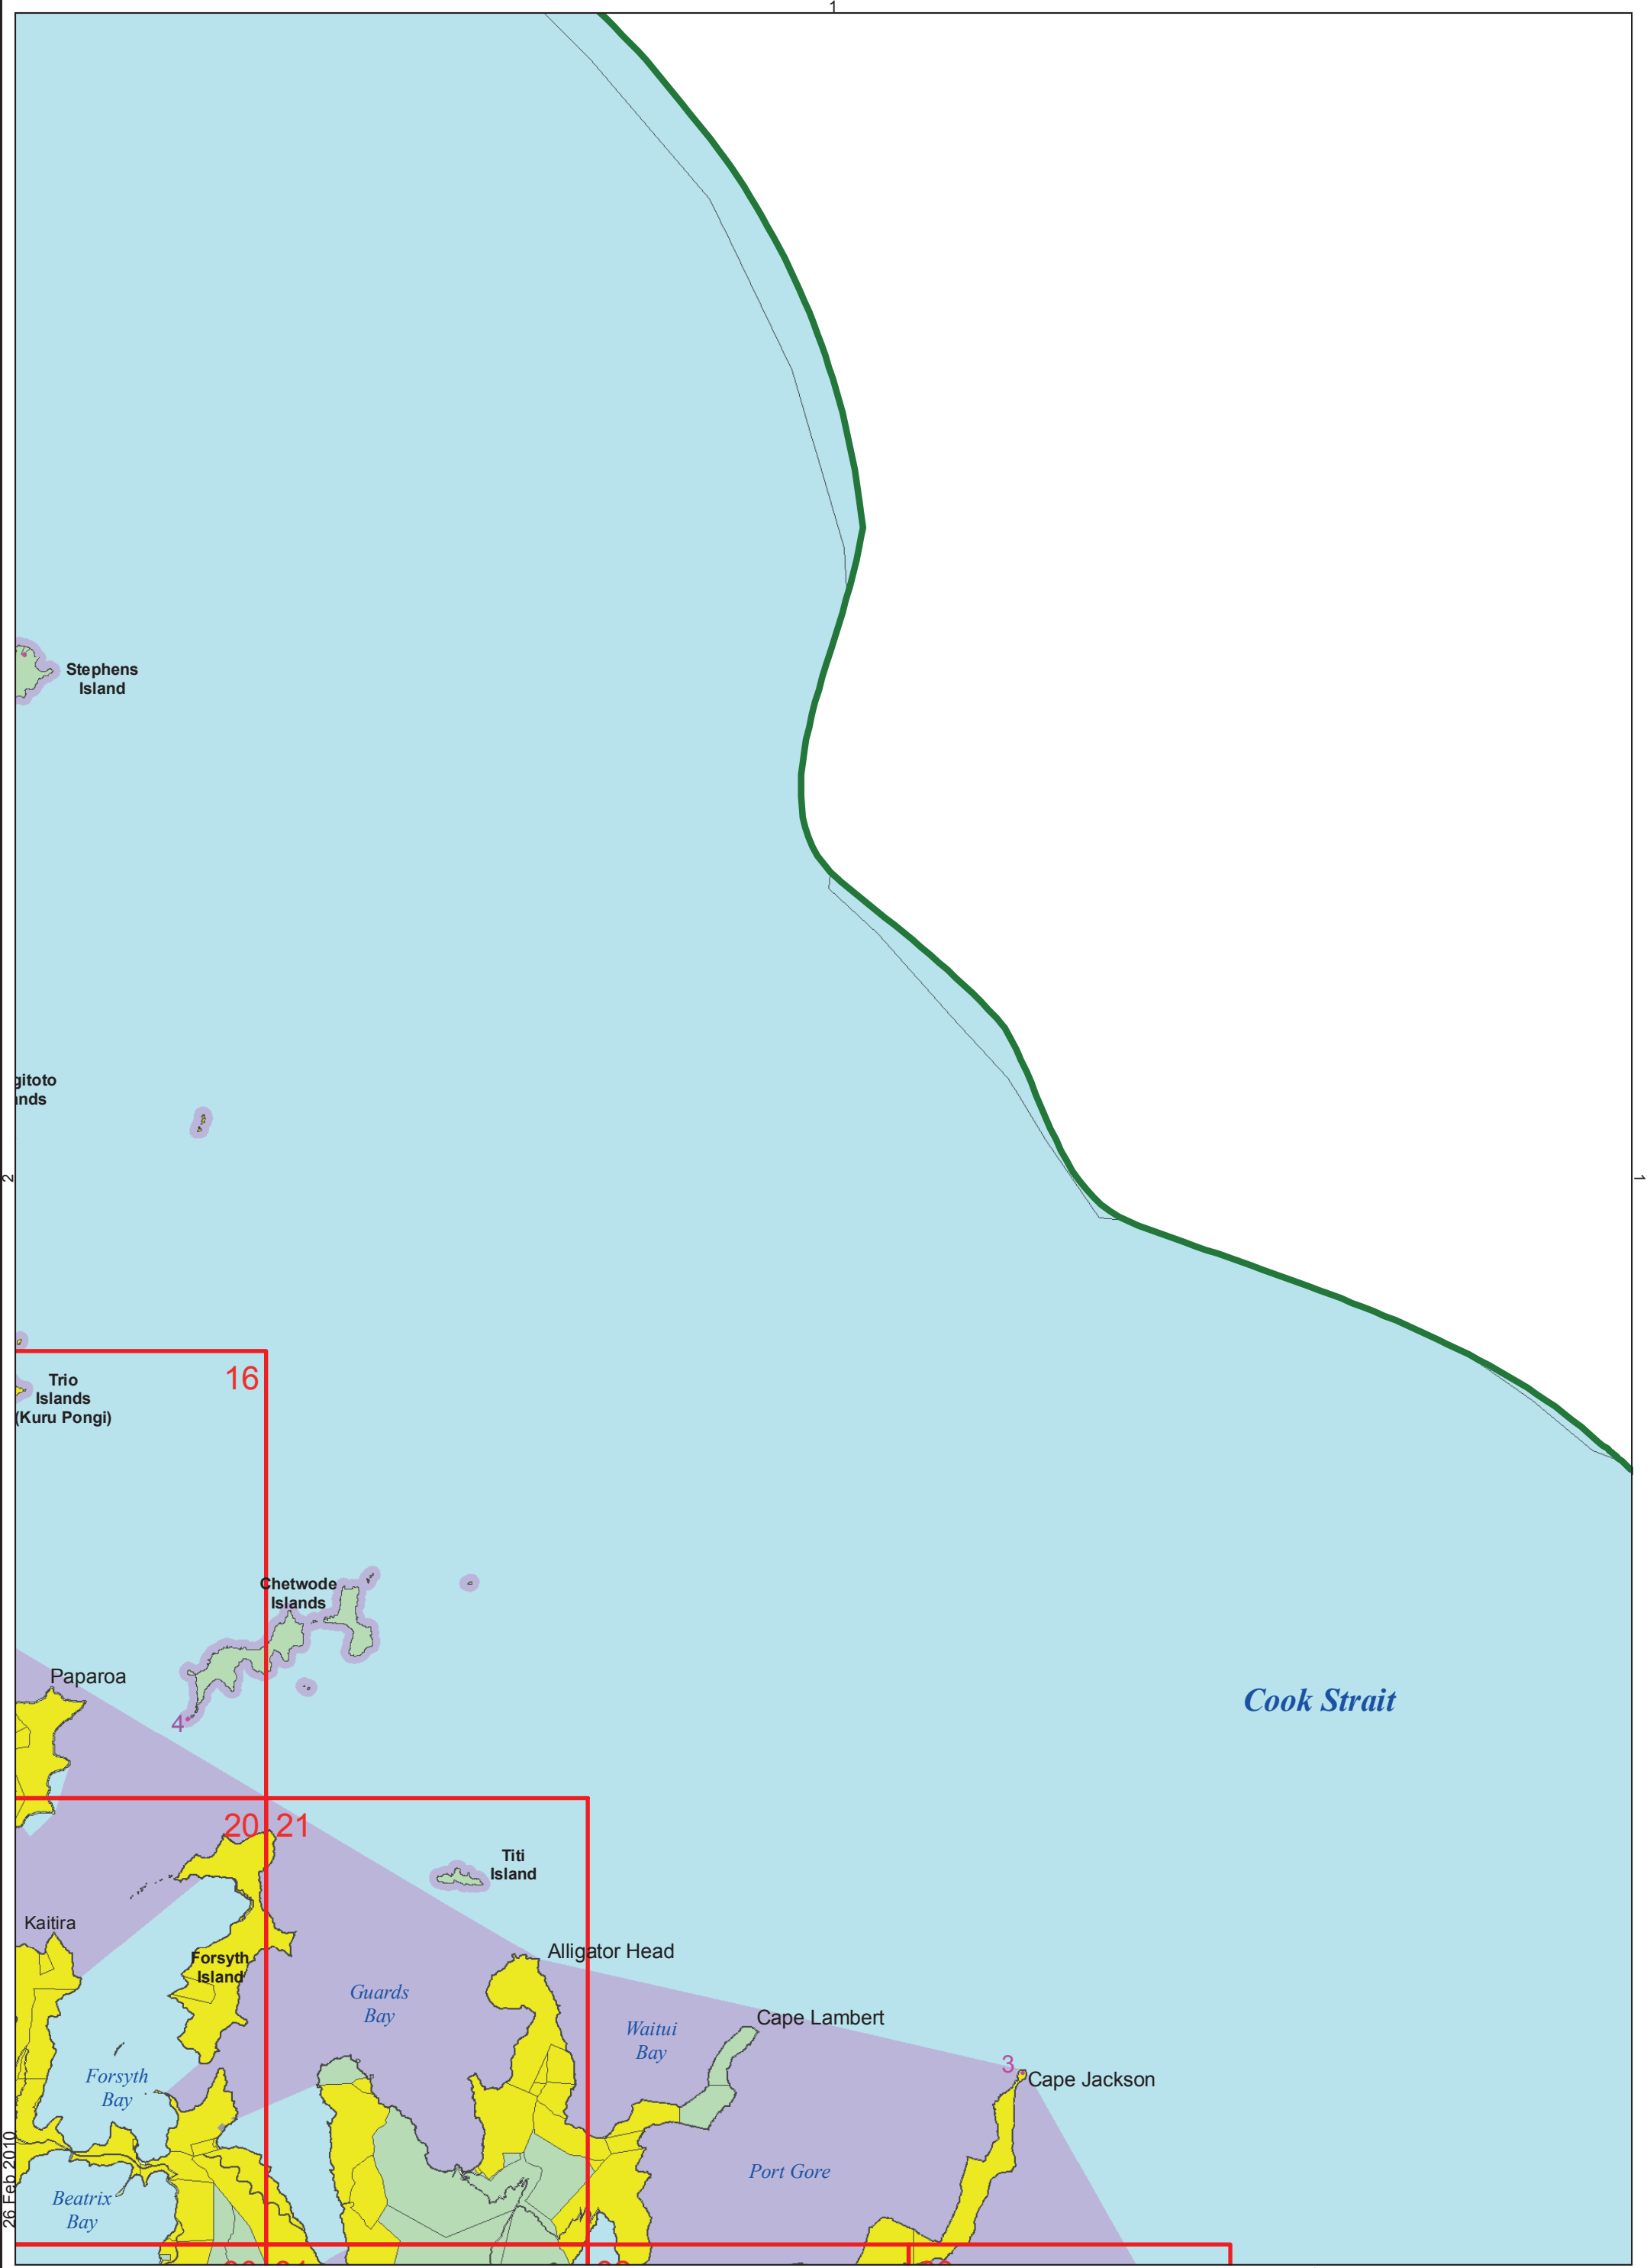 1
Stephens
Island
gitoto
nds
2
1
16
Trio
Islands
(Kuru Pongi)
Chetwode
Islands
Cook Strait
Paparoa
4
20
21
Titi
Island
Kaitira
Alligator Head
Forsyth
Island
Guards
Bay
Cape Lambert
Waitui
Bay
3
Cape Jackson
Forsyth
Bay
Port Gore
26 Feb 2010
Beatrix
Bay